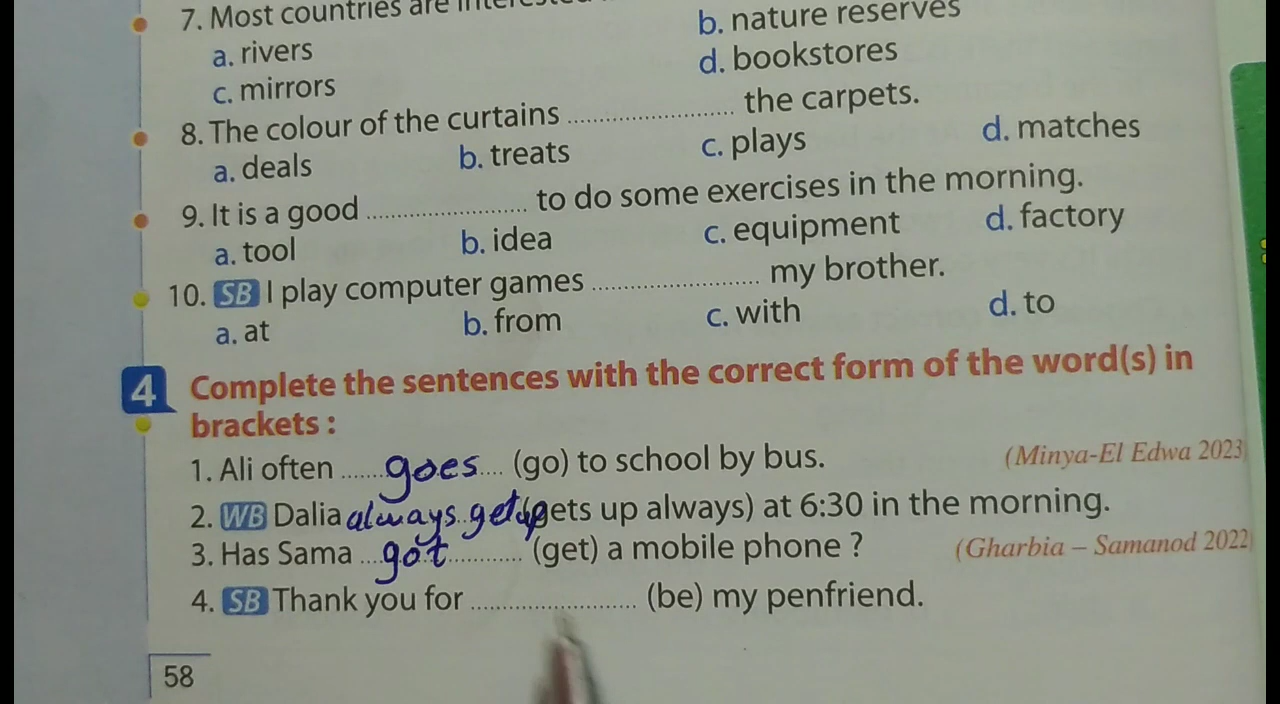 7. Most countries are interested
a. rivers b. nature reserves
c. mirrors d. bookstores
8. The colour of the curtains ........................ the carpets.
a. deals b. treats c. plays d. matches
9. It is a good ........................ to do some exercises in the morning.
a. tool b. idea c. equipment d. factory
10. SB I play computer games ........................ my brother.
a. at b. from c. with d. to
4 Complete the sentences with the correct form of the word(s) in
brackets :
1. Ali often ...... goes .... (go) to school by bus. (Minya-El Edwa 2023)
2. WB Dalia always gets up (gets up always) at 6:30 in the morning.
3. Has Sama .... got ............ (get) a mobile phone ? (Gharbia – Samanod 2022)
4. SB Thank you for ........................ (be) my penfriend.
58